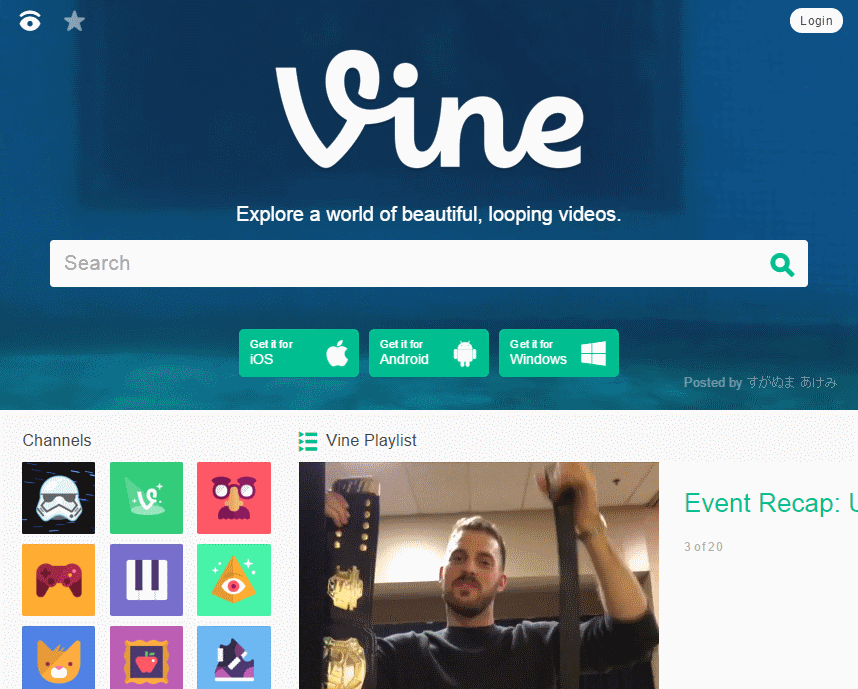 Login
Vine
Explore a world of beautiful, looping videos.
Search
Get it for
iOS
Get it for
Android
Get it for
Windows
Posted by すがぬま あけみ
Channels
Vine Playlist
Event Recap: U
3 of 20